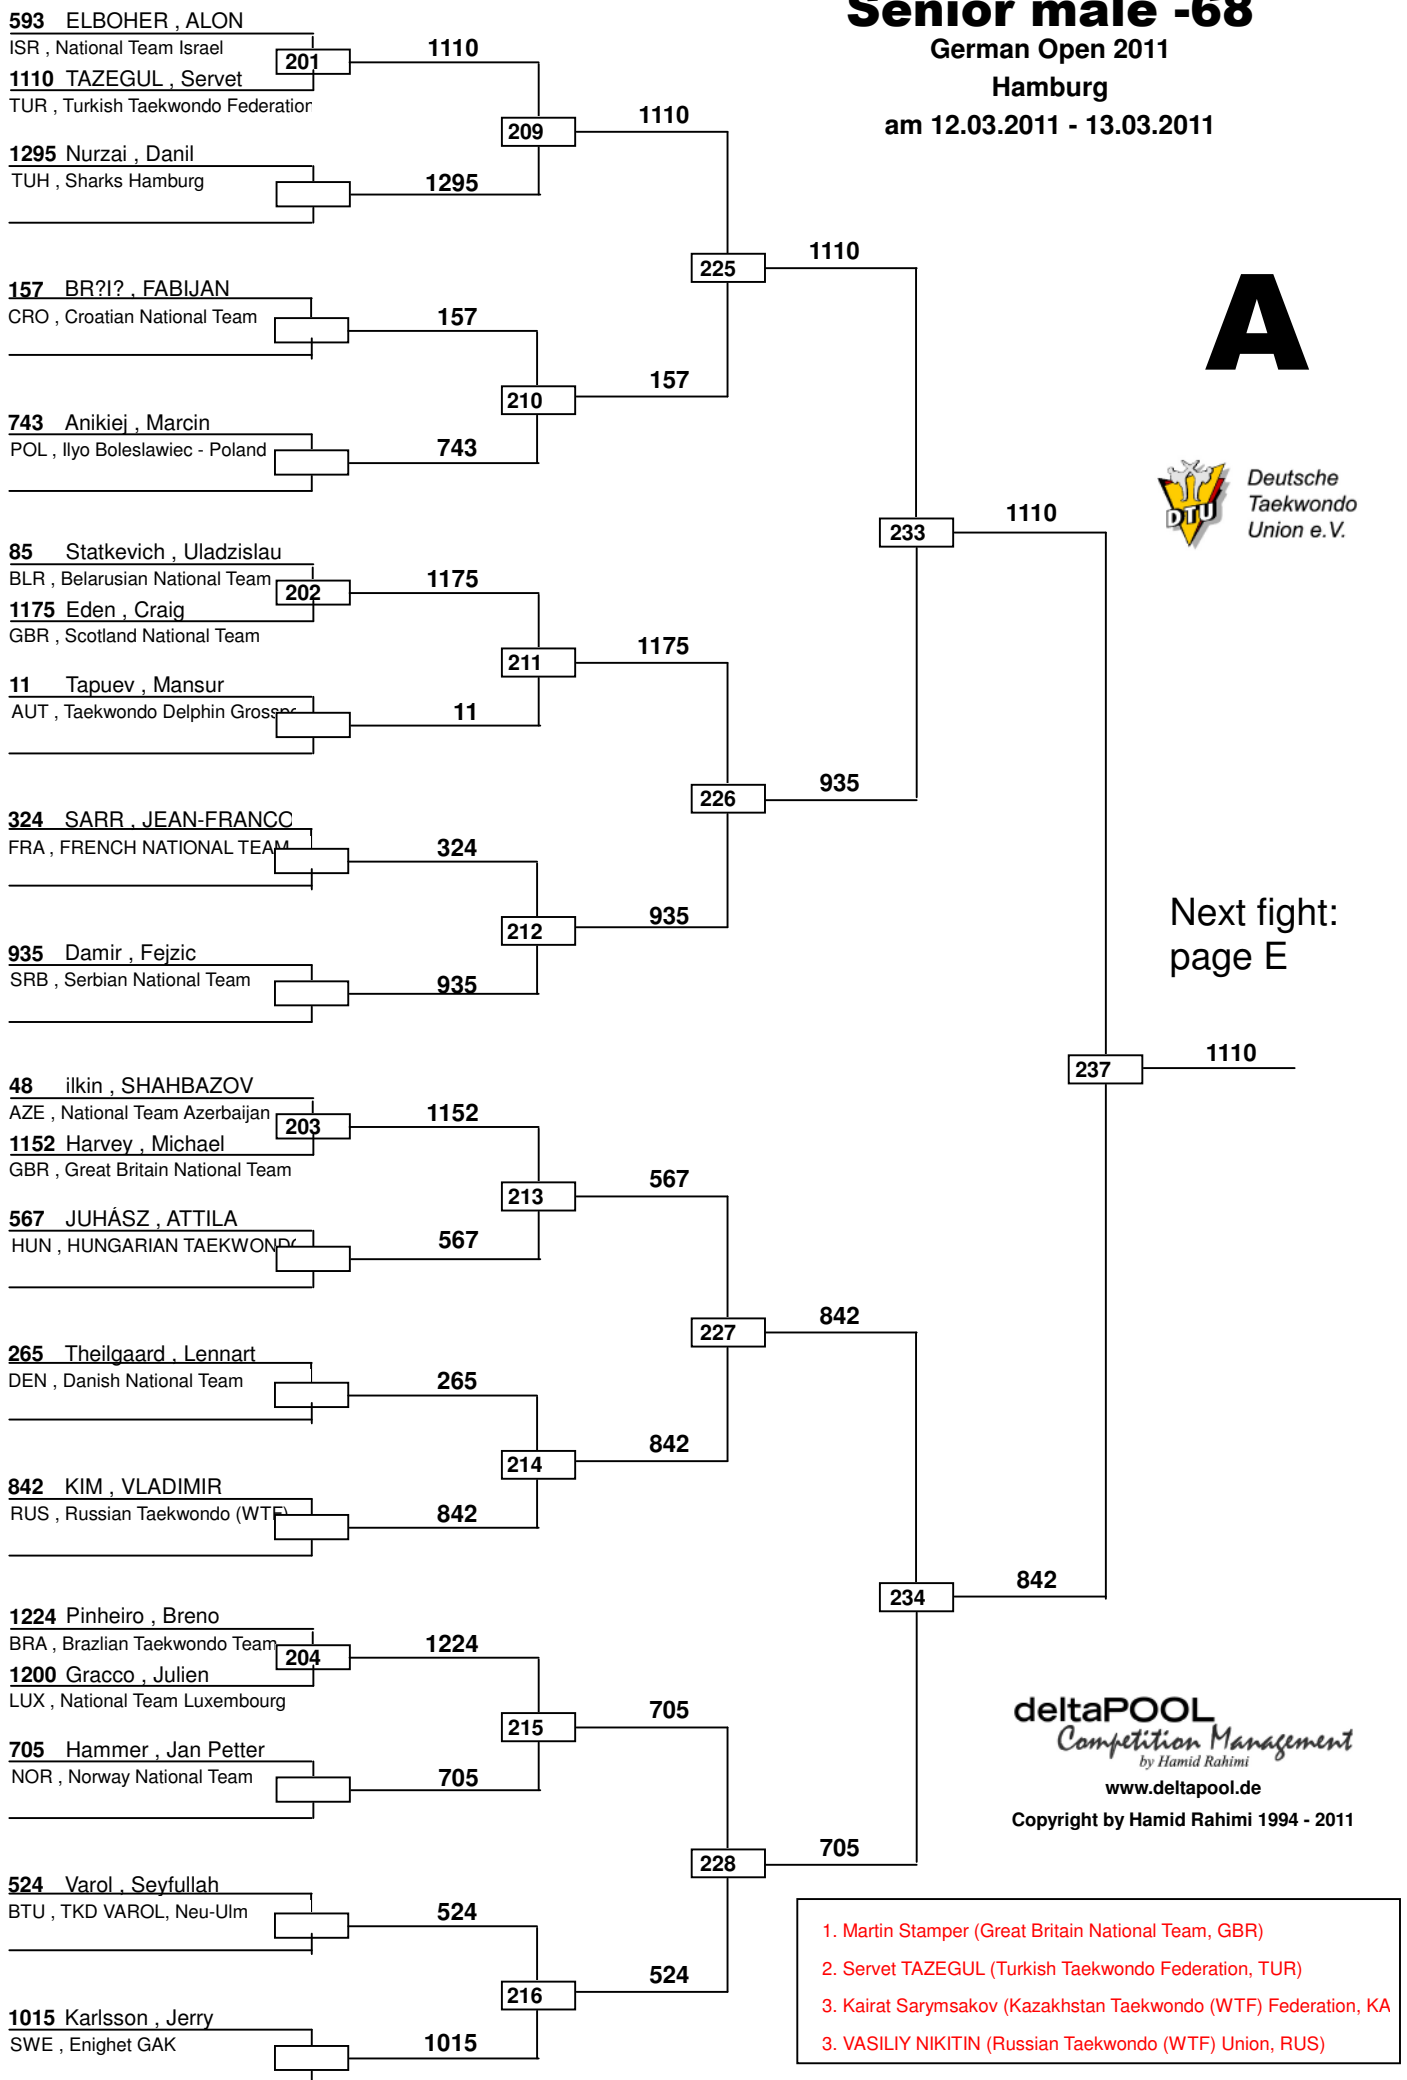 Senior male -68
German Open 2011
Hamburg
am 12.03.2011 - 13.03.2011
A
DTU
Deutsche
Taekwondo
Union e.V.
593 ELBOHER , ALON
ISR , National Team Israel
201
1110
1110 TAZEGUL , Servet
TUR , Turkish Taekwondo Federation
209
1110
1295 Nurzai , Danil
TUH , Sharks Hamburg
1295
225
1110
157 BR?I? , FABIJAN
CRO , Croatian National Team
157
210
157
743 Anikiej , Marcin
POL , Ilyo Boleslawiec - Poland
743
233
1110
85 Statkevich , Uladzislau
BLR , Belarusian National Team
202
1175
1175 Eden , Craig
GBR , Scotland National Team
211
1175
11 Tapuev , Mansur
AUT , Taekwondo Delphin
11
226
935
324 SARR , JEAN-FRANCO
FRA , FRENCH NATIONAL TEAM
324
212
935
935 Damir , Fejzic
SRB , Serbian National Team
935
Next fight:
page E
237
1110
48 ilkin , SHAHBAZOV
AZE , National Team Azerbaijan
203
1152
1152 Harvey , Michael
GBR , Great Britain National Team
213
567
567 JUHÁSZ , ATTILA
HUN , HUNGARIAN
567
227
842
265 Theilgaard , Lennart
DEN , Danish National Team
265
214
842
842 KIM , VLADIMIR
RUS , Russian Taekwondo (WTF)
842
234
842
1224 Pinheiro , Breno
BRA , Brazlian Taekwondo Team
204
1224
1200 Gracco , Julien
LUX , National Team Luxembourg
215
705
705 Hammer , Jan Petter
NOR , Norway National Team
705
228
705
524 Varol , Seyfullah
BTU , TKD VAROL, Neu-Ulm
524
216
524
1015 Karlsson , Jerry
SWE , Enighet GAK
1015
deltaPOOL
Competition Management
by Hamid Rahimi
www.deltapool.de
Copyright by Hamid Rahimi 1994 - 2011
1. Martin Stamper (Great Britain National Team, GBR)
2. Servet TAZEGUL (Turkish Taekwondo Federation, TUR)
3. Kairat Sarymsakov (Kazakhstan Taekwondo (WTF) Federation, KA
3. VASILIY NIKITIN (Russian Taekwondo (WTF) Union, RUS)